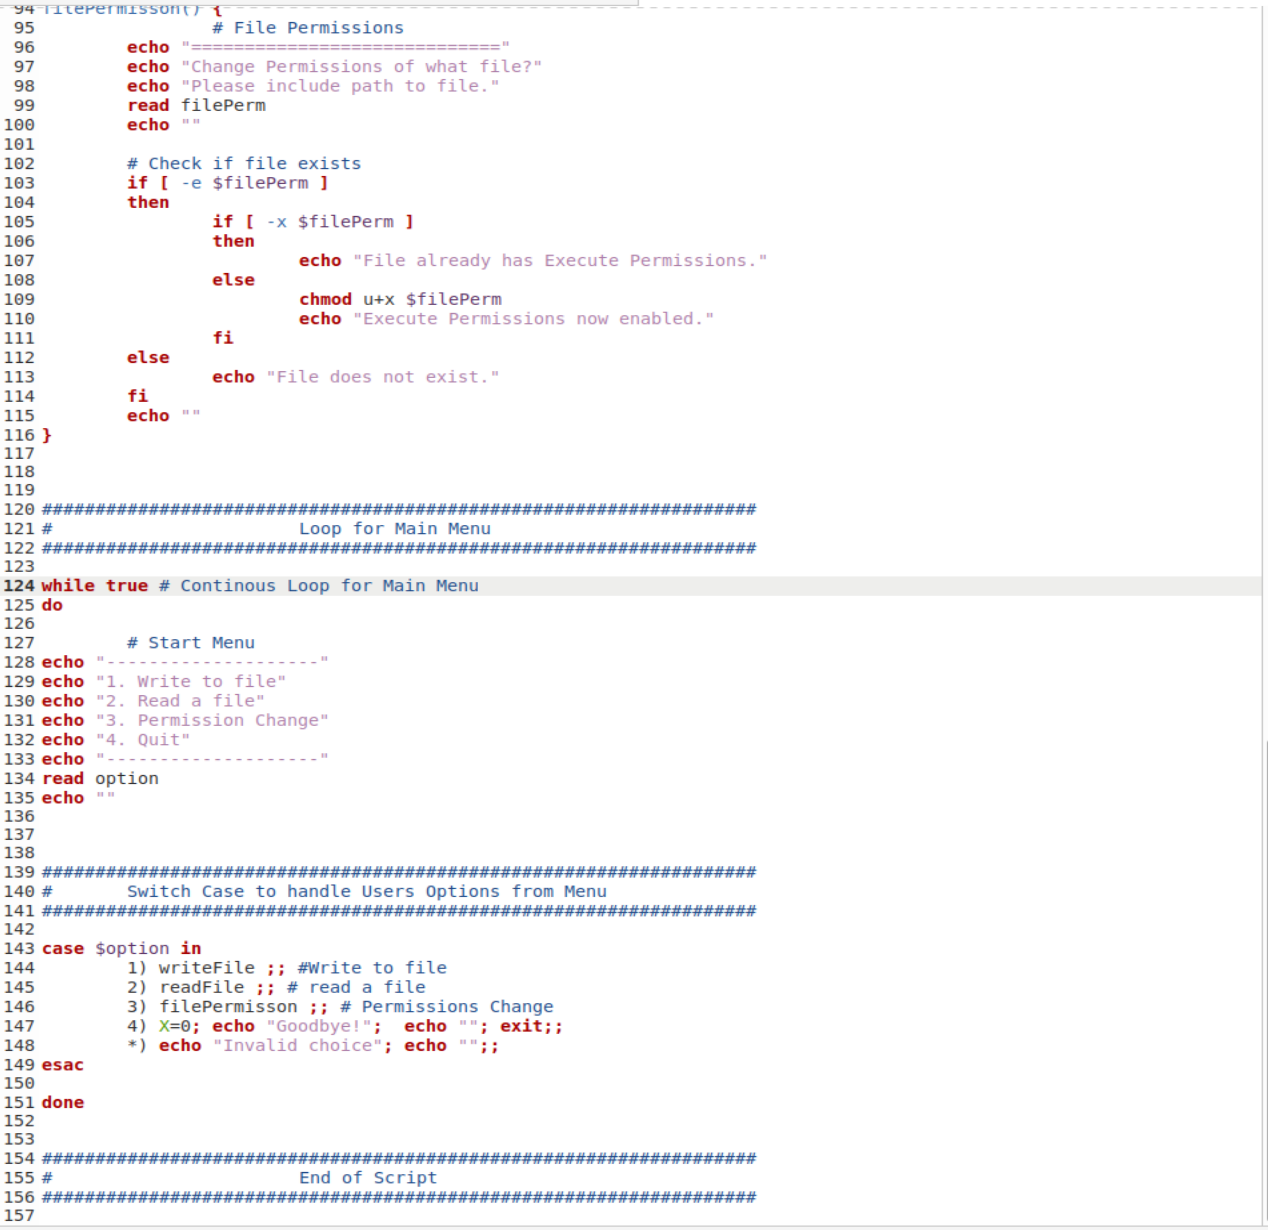 94 filePermisson() {
95 # File Permissions
96 echo "============================="
97 echo "Change Permissions of what file?"
98 echo "Please include path to file."
99 read filePerm
100 echo ""
101
102 # Check if file exists
103 if [ -e $filePerm ]
104 then
105 if [ -x $filePerm ]
106 then
107 echo "File already has Execute Permissions."
108 else
109 chmod u+x $filePerm
110 echo "Execute Permissions now enabled."
111 fi
112 else
113 echo "File does not exist."
114 fi
115 echo ""
116 }
117
118
119
120 ###################################################################
121 # Loop for Main Menu
122 ###################################################################
123
124 while true # Continous Loop for Main Menu
125 do
126
127 # Start Menu
128 echo "--------------------"
129 echo "1. Write to file"
130 echo "2. Read a file"
131 echo "3. Permission Change"
132 echo "4. Quit"
133 echo "--------------------"
134 read option
135 echo ""
136
137
138
139 ###################################################################
140 # Switch Case to handle Users Options from Menu
141 ###################################################################
142
143 case $option in
144 1) writeFile ;; #Write to file
145 2) readFile ;; # read a file
146 3) filePermisson ;; # Permissions Change
147 4) X=0; echo "Goodbye!";  echo ""; exit;;
148 *) echo "Invalid choice"; echo "";;
149 esac
150
151 done
152
153
154 ###################################################################
155 # End of Script
156 ###################################################################
157